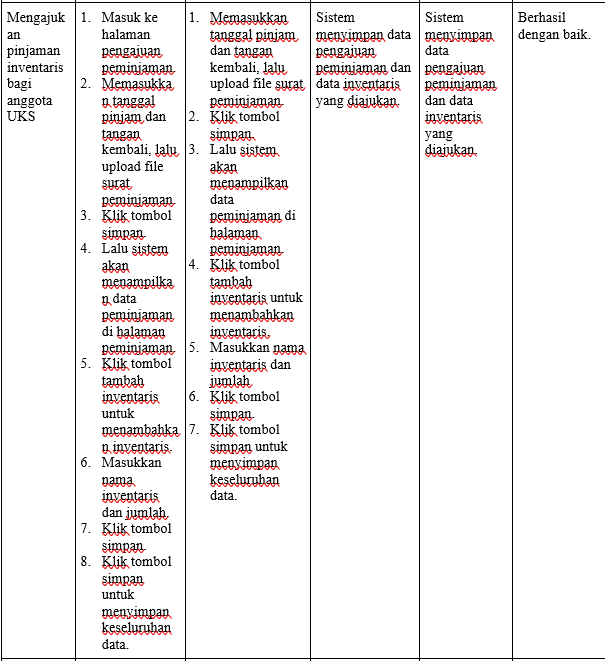 Mengajuk
an
pinjaman
inventaris
bagi
anggota
UKS
1. Masuk ke
halaman
pengajuan
peminjaman.
2. Memasukka
n tanggal
pinjam dan
tangan
kembali, lalu
upload file
surat
peminjaman.
3. Klik tombol
simpan.
4. Lalu sistem
akan
menampilka
n data
peminjaman
di halaman
peminjaman.
5. Klik tombol
tambah
inventaris
untuk
menambahka
n inventaris.
6. Masukkan
nama
inventaris
dan jumlah.
7. Klik tombol
simpan.
8. Klik tombol
simpan
untuk
menyimpan
keseluruhan
data.
1. Memasukkan
tanggal pinjam
dan tangan
kembali, lalu
upload file surat
peminjaman.
2. Klik tombol
simpan.
3. Lalu sistem
akan
menampilkan
data
peminjaman di
halaman
peminjaman.
4. Klik tombol
tambah
inventaris untuk
menambahkan
inventaris.
5. Masukkan nama
inventaris dan
jumlah.
6. Klik tombol
simpan.
7. Klik tombol
simpan untuk
menyimpan
keseluruhan
data.
Sistem
menyimpan data
pengajuan
peminjaman dan
data inventaris
yang diajukan.
Sistem
menyimpan
data
pengajuan
peminjaman
dan data
inventaris
yang
diajukan.
Berhasil
dengan baik.